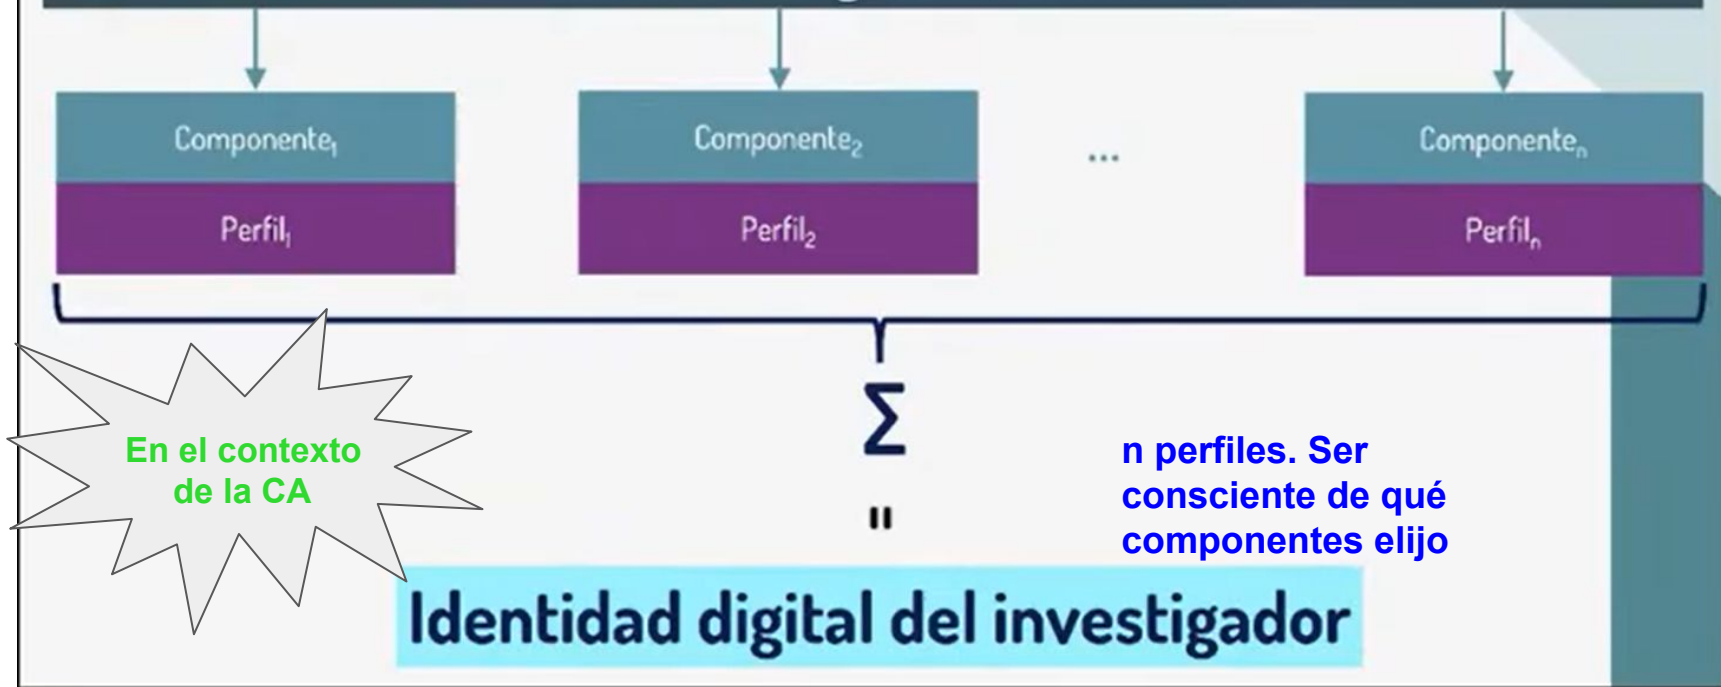 Componente₁
Componente₂
...
Componenteₙ
Perfil₁
Perfil₂
Perfilₙ
Σ
=
En el contexto
de la CA
n perfiles. Ser
consciente de qué
componentes elijo
Identidad digital del investigador